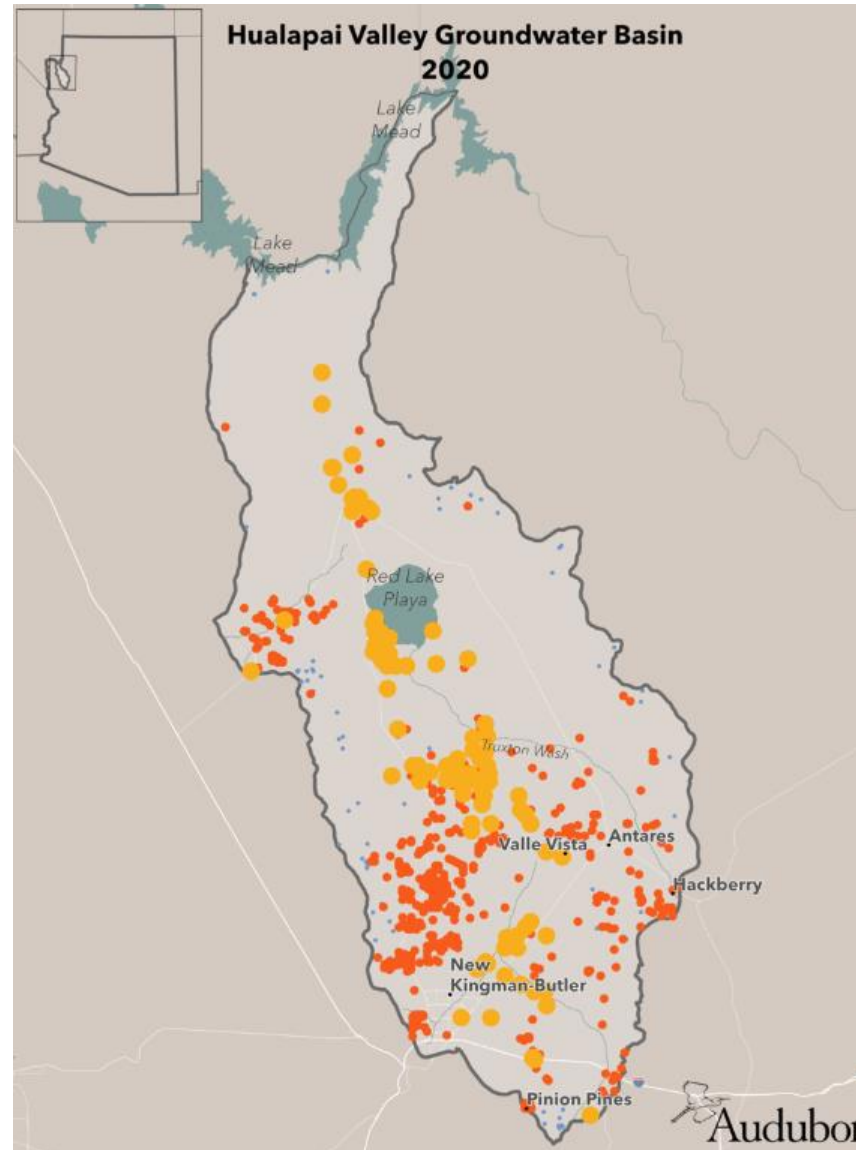 Hualapai Valley Groundwater Basin
2020
Lake
Mead
Lake
Mead
Red Lake
Playa
Truxton Wash
Valle Vista
Antares
Hackberry
New
Kingman-Butler
Pinion Pines
Audubon